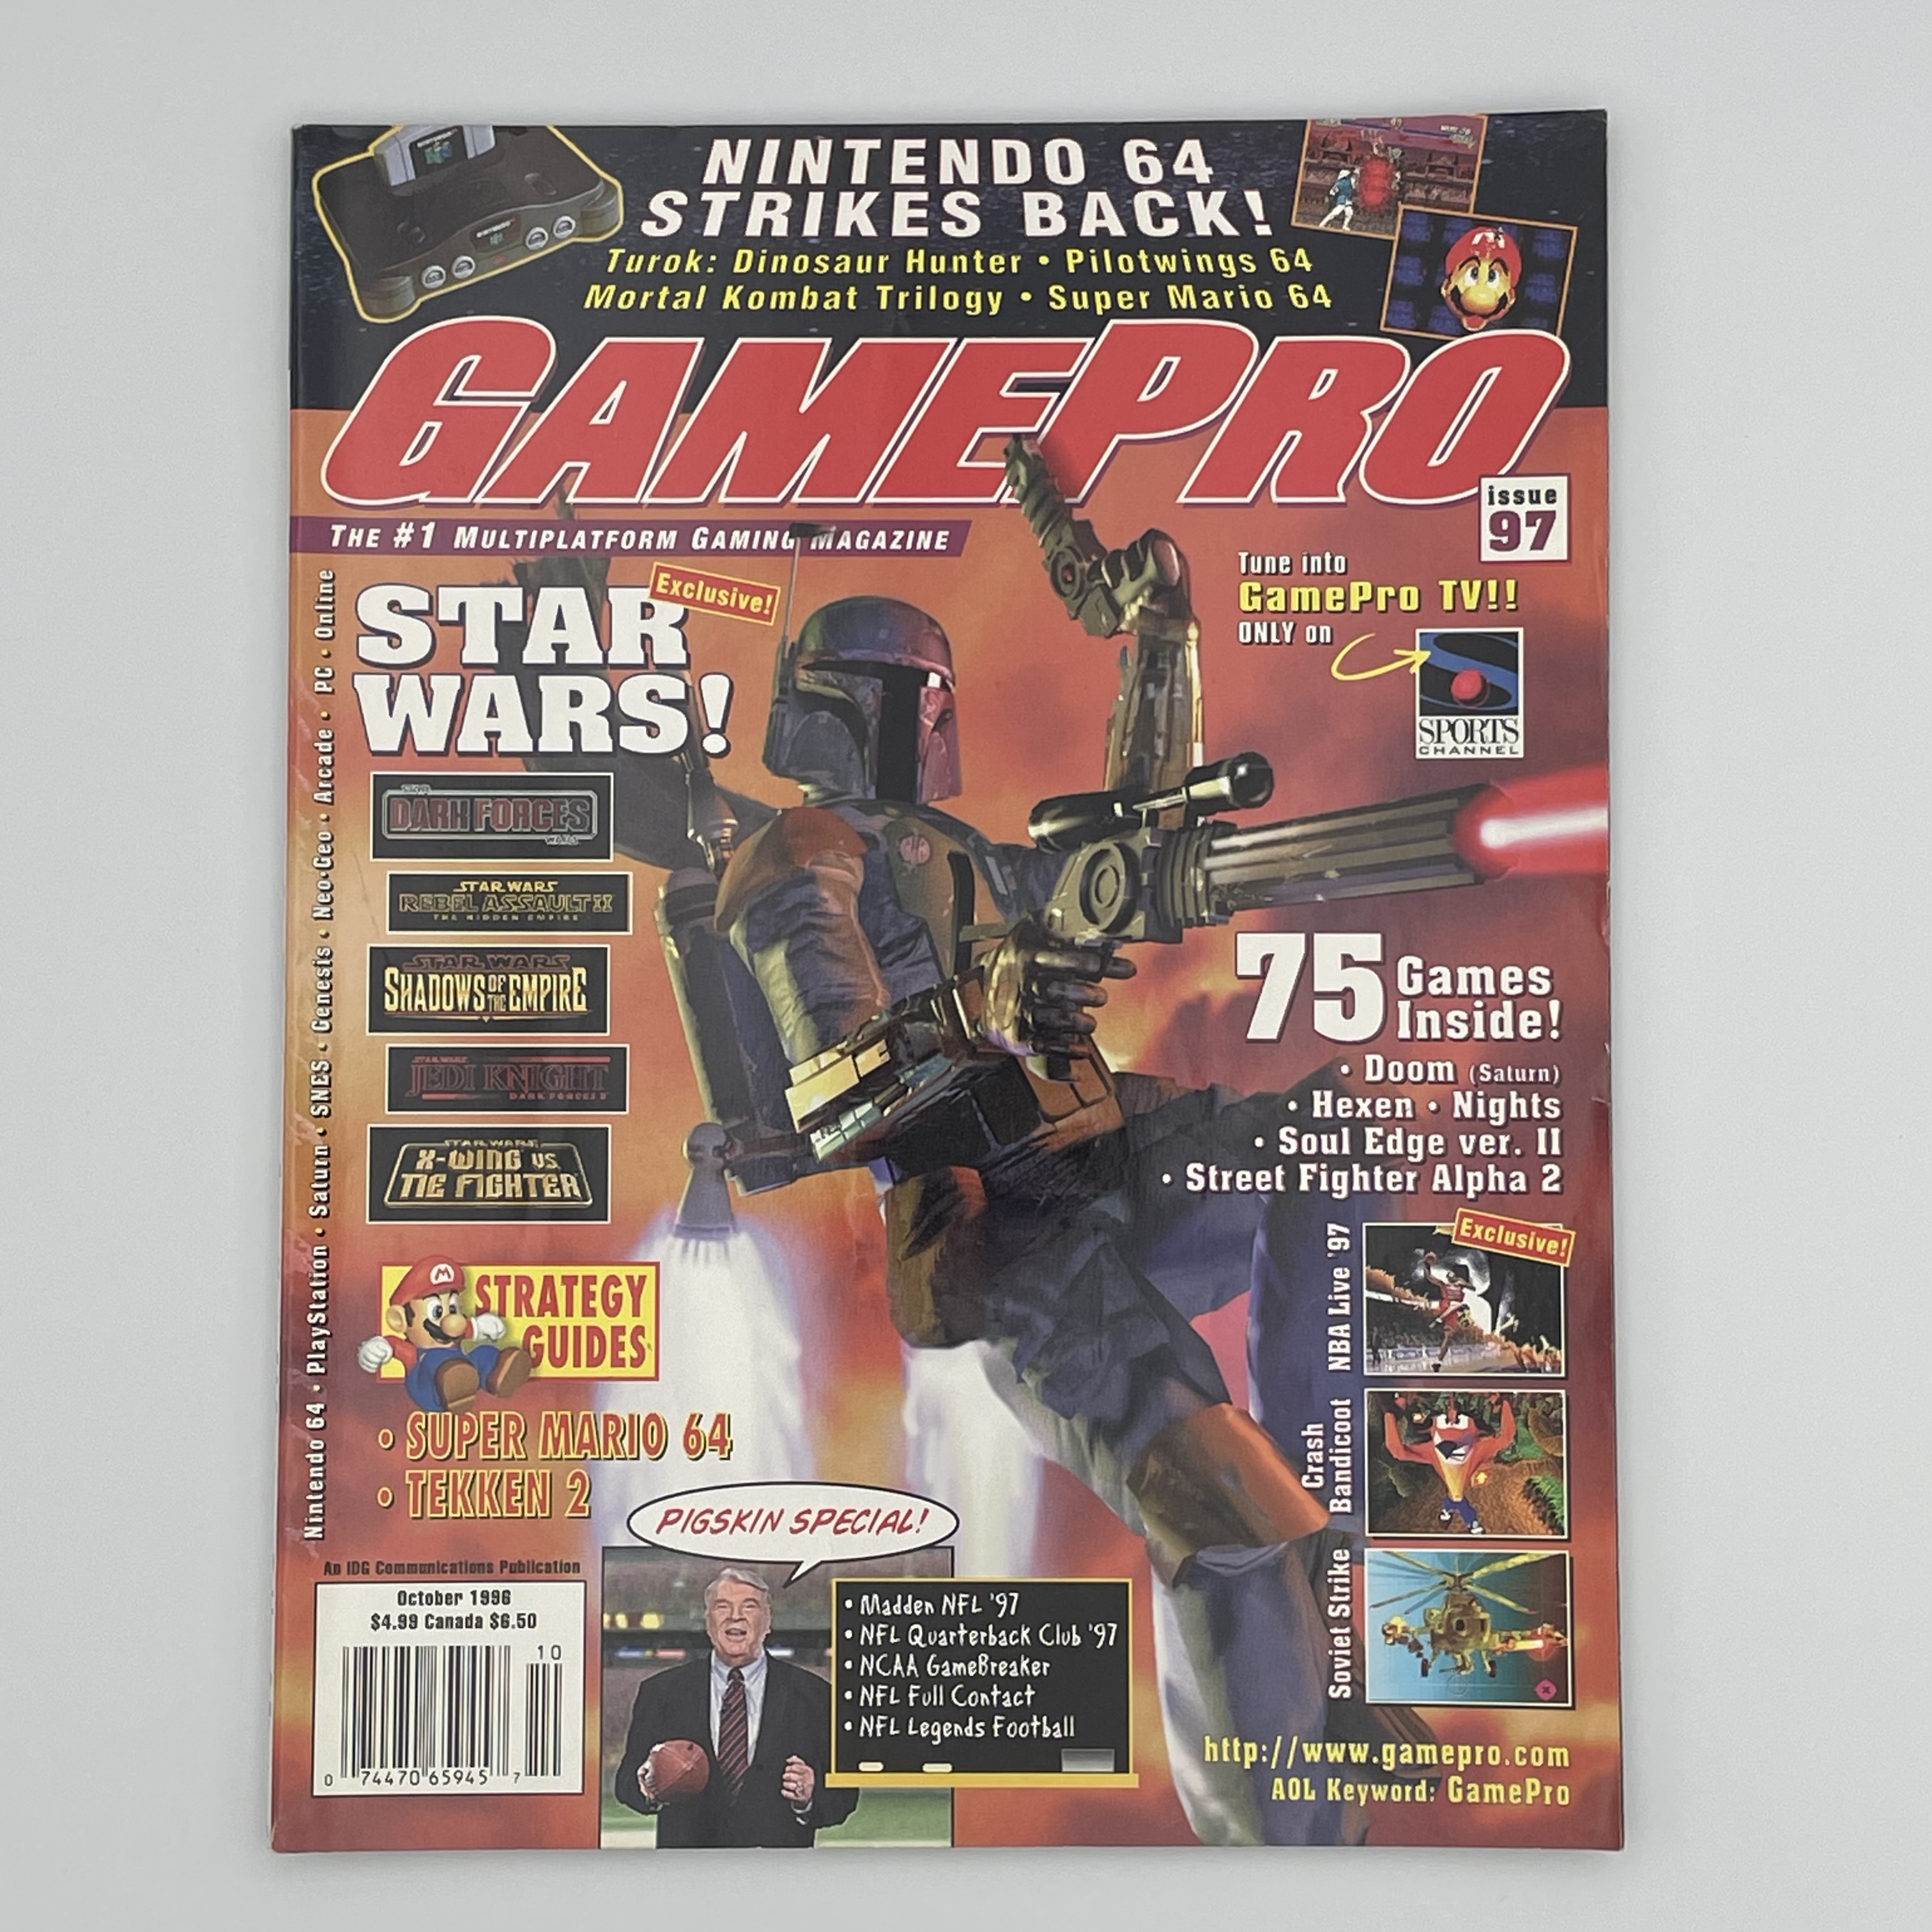 NINTENDO 64
STRIKES BACK!
Turok: Dinosaur Hunter • Pilotwings 64
Mortal Kombat Trilogy • Super Mario 64
GAMEPRO
issue
97
THE #1 MULTIPLATFORM GAMING MAGAZINE
Nintendo 64 • PlayStation • Saturn • SNES • Genesis • Neo•Geo • Arcade • PC • Online
Exclusive!
STAR
WARS!
Tune into
GamePro TV!!
ONLY on
SPORTS
CHANNEL
STAR
DARK FORCES
WARS
STAR WARS
REBEL ASSAULT II
THE HIDDEN EMPIRE
STAR WARS
SHADOWS OF THE EMPIRE
STAR WARS
JEDI KNIGHT
DARK FORCES II
STAR WARS
X-WING VS.
TIE FIGHTER
75 Games
Inside!
• Doom (Saturn)
• Hexen • Nights
• Soul Edge ver. II
• Street Fighter Alpha 2
STRATEGY
GUIDES
• SUPER MARIO 64
• TEKKEN 2
Exclusive!
NBA Live '97
Crash
Bandicoot
Soviet Strike
PIGSKIN SPECIAL!
• Madden NFL '97
• NFL Quarterback Club '97
• NCAA GameBreaker
• NFL Full Contact
• NFL Legends Football
An IDG Communications Publication
October 1996
$4.99 Canada $6.50
10
0 74470 65945 7
http://www.gamepro.com
AOL Keyword: GamePro